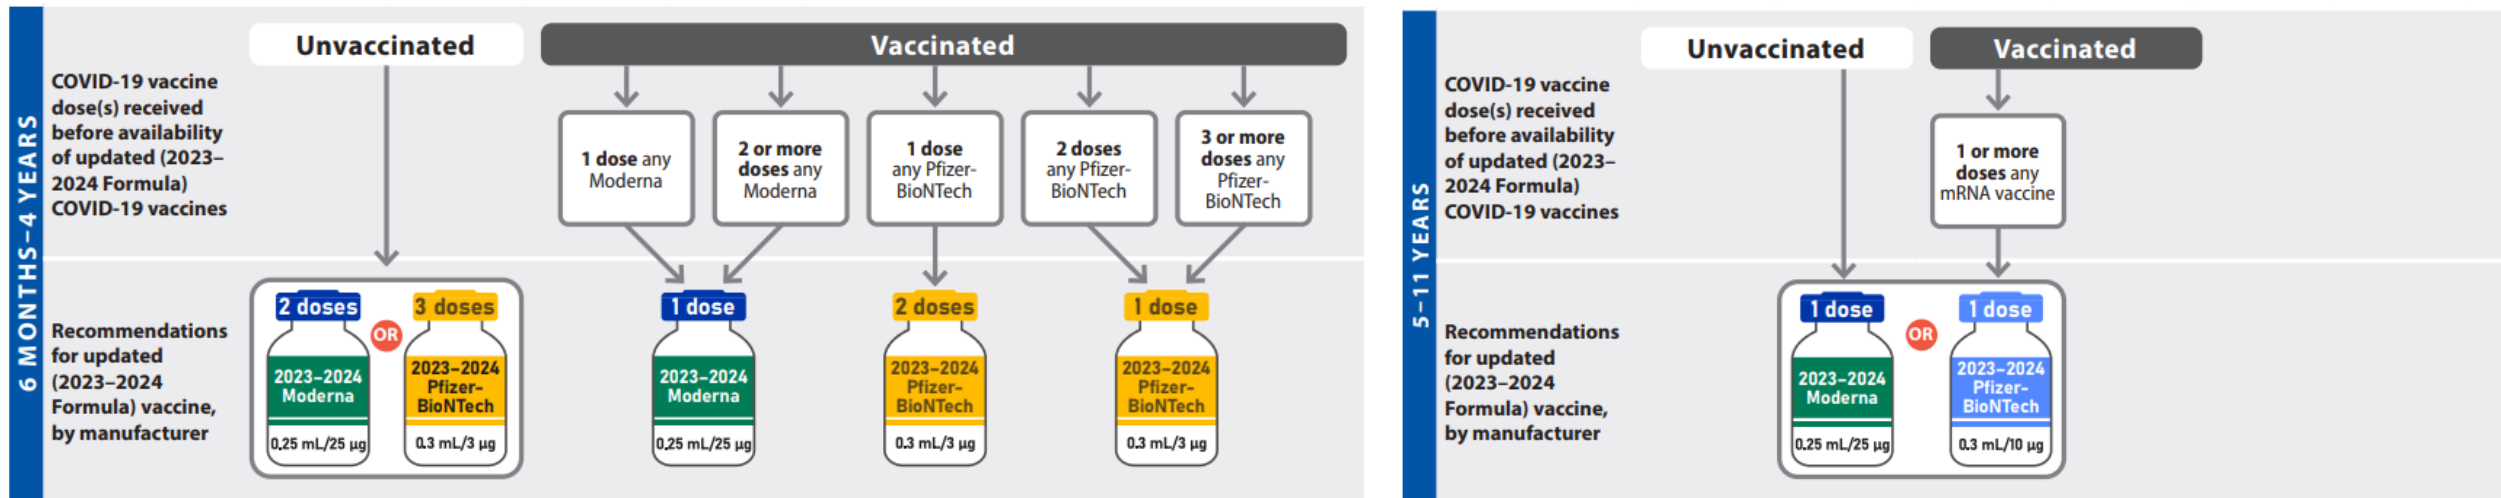 6 MONTHS–4 YEARS
Unvaccinated
Vaccinated
COVID-19 vaccine
dose(s) received
before availability
of updated (2023–
2024 Formula)
COVID-19 vaccines
1 dose any
Moderna
2 or more
doses any
Moderna
1 dose
any Pfizer-
BioNTech
2 doses
any Pfizer-
BioNTech
3 or more
doses any
Pfizer-
BioNTech
Recommendations
for updated
(2023–2024
Formula) vaccine,
by manufacturer
2 doses
2023–2024
Moderna
0.25 mL/25 µg
OR
3 doses
2023–2024
Pfizer-
BioNTech
0.3 mL/3 µg
1 dose
2023–2024
Moderna
0.25 mL/25 µg
2 doses
2023–2024
Pfizer-
BioNTech
0.3 mL/3 µg
1 dose
2023–2024
Pfizer-
BioNTech
0.3 mL/3 µg
5–11 YEARS
Unvaccinated
Vaccinated
COVID-19 vaccine
dose(s) received
before availability
of updated (2023–
2024 Formula)
COVID-19 vaccines
1 or more
doses any
mRNA vaccine
Recommendations
for updated
(2023–2024
Formula) vaccine,
by manufacturer
1 dose
2023–2024
Moderna
0.25 mL/25 µg
OR
1 dose
2023–2024
Pfizer-
BioNTech
0.3 mL/10 µg